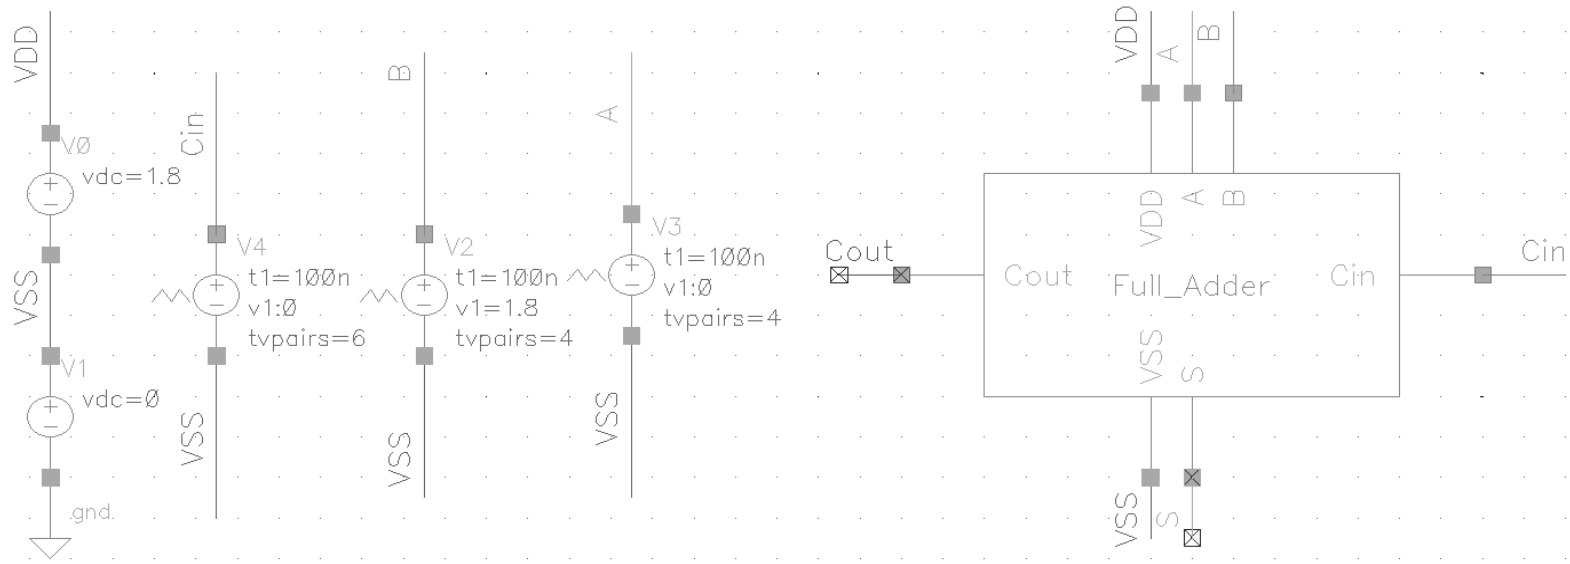 VDD
V0
vdc=1.8
VSS
V1
vdc=0
gnd
Cin
V4
t1=100n
v1:0
tvpairs=6
VSS
B
V2
t1=100n
v1=1.8
tvpairs=4
VSS
A
V3
t1=100n
v1:0
tvpairs=4
VSS
VDD
A
B
VDD
A
B
Cout
Cout
Full_Adder
Cin
Cin
VSS
S
VSS
S